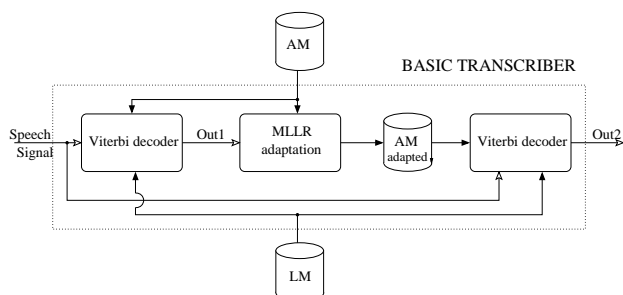 AM
BASIC TRANSCRIBER
Speech
Signal
Viterbi decoder
Out1
MLLR
adaptation
AM
adapted
Viterbi decoder
Out2
LM